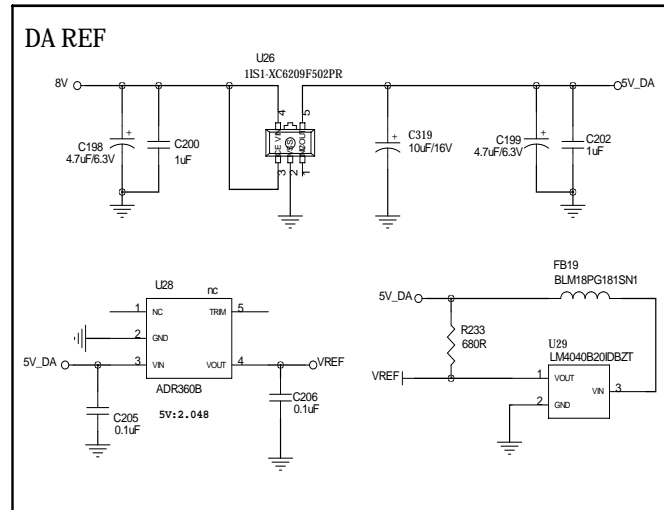 DA REF
U26
1IS1-XC6209F502PR
8V
5V_DA
4
5
CE VIN
VSS
3
2
1
C198
4.7uF/6.3V
C200
1uF
C319
10uF/16V
C199
4.7uF/6.3V
C202
1uF
U28
nc
1
NC
TRIM
5
2
GND
5V_DA
3
VIN
VOUT
4
VREF
ADR360B
5V:2.048
C205
0.1uF
C206
0.1uF
FB19
BLM18PG181SN1
5V_DA
R233
680R
U29
LM4040B20IDBZT
VREF
1
VOUT
VIN
3
2
GND